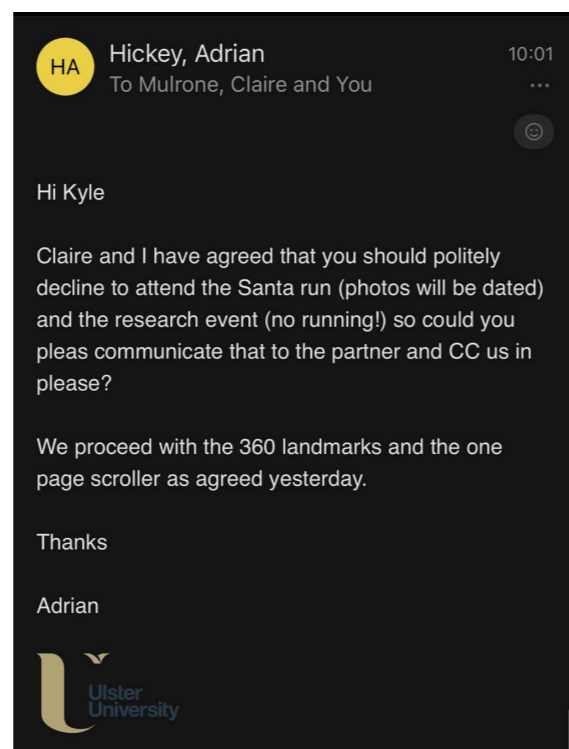 HA
Hickey, Adrian
10:01
To Mulrone, Claire and You
Hi Kyle
Claire and I have agreed that you should politely
decline to attend the Santa run (photos will be dated)
and the research event (no running!) so could you
pleas communicate that to the partner and CC us in
please?
We proceed with the 360 landmarks and the one
page scroller as agreed yesterday.
Thanks
Adrian
Ulster
University